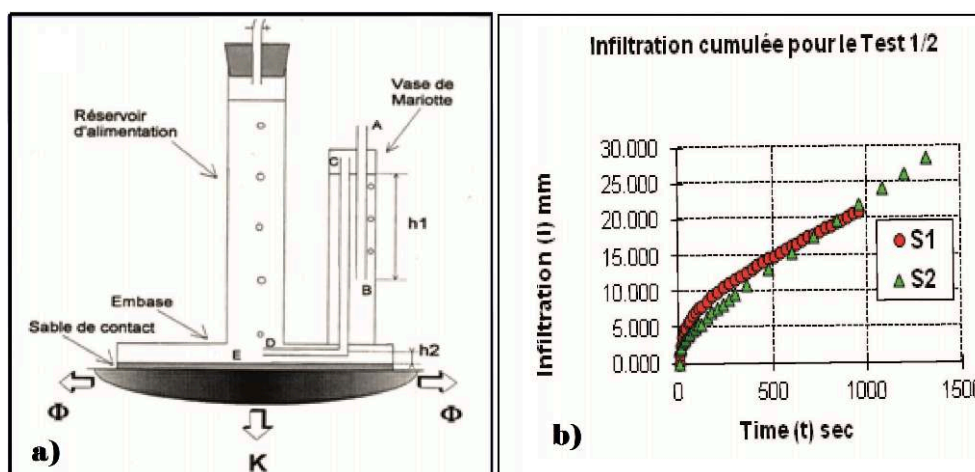 Vase de
Mariotte
A
Réservoir
d'alimentation
C
h1
B
Embase
Sable de contact
D
E
h2
Φ
Φ
K
a)
Infiltration cumulée pour le Test 1/2
Infiltration (I) mm
30.000
25.000
20.000
15.000
10.000
5.000
0.000
0
500
1000
1500
Time (t) sec
S1
S2
b)